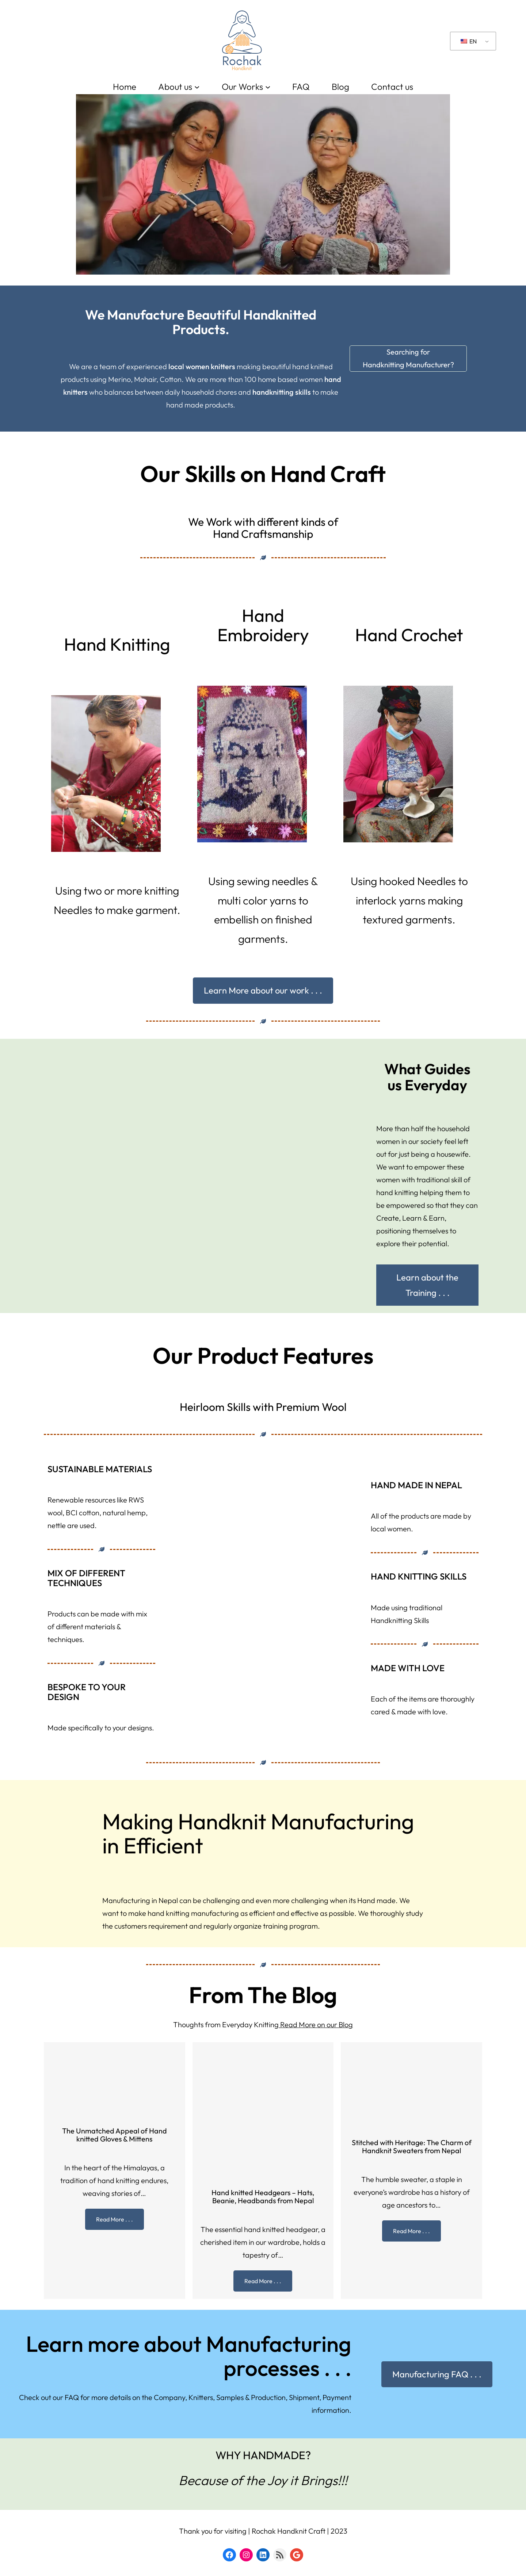 Rochak
Handknit
EN
Home
About us
Our Works
FAQ
Blog
Contact us
We Manufacture Beautiful Handknitted
Products.
We are a team of experienced local women knitters making beautiful hand knitted
products using Merino, Mohair, Cotton. We are more than 100 home based women hand
knitters who balances between daily household chores and handknitting skills to make
hand made products.
Searching for
Handknitting Manufacturer?
Our Skills on Hand Craft
We Work with different kinds of
Hand Craftsmanship
Hand Knitting
Using two or more knitting
Needles to make garment.
Hand
Embroidery
Using sewing needles &
multi color yarns to
embellish on finished
garments.
Hand Crochet
Using hooked Needles to
interlock yarns making
textured garments.
Learn More about our work . . .
What Guides
us Everyday
More than half the household
women in our society feel left
out for just being a housewife.
We want to empower these
women with traditional skill of
hand knitting helping them to
be empowered so that they can
Create, Learn & Earn,
positioning themselves to
explore their potential.
Learn about the
Training . . .
Our Product Features
Heirloom Skills with Premium Wool
SUSTAINABLE MATERIALS
Renewable resources like RWS
wool, BCI cotton, natural hemp,
nettle are used.
MIX OF DIFFERENT
TECHNIQUES
Products can be made with mix
of different materials &
techniques.
BESPOKE TO YOUR
DESIGN
Made specifically to your designs.
HAND MADE IN NEPAL
All of the products are made by
local women.
HAND KNITTING SKILLS
Made using traditional
Handknitting Skills
MADE WITH LOVE
Each of the items are thoroughly
cared & made with love.
Making Handknit Manufacturing
in Efficient
Manufacturing in Nepal can be challenging and even more challenging when its Hand made. We
want to make hand knitting manufacturing as efficient and effective as possible. We thoroughly study
the customers requirement and regularly organize training program.
From The Blog
Thoughts from Everyday Knitting Read More on our Blog
The Unmatched Appeal of Hand
knitted Gloves & Mittens
In the heart of the Himalayas, a
tradition of hand knitting endures,
weaving stories of…
Read More . . .
Hand knitted Headgears – Hats,
Beanie, Headbands from Nepal
The essential hand knitted headgear, a
cherished item in our wardrobe, holds a
tapestry of…
Read More . . .
Stitched with Heritage: The Charm of
Handknit Sweaters from Nepal
The humble sweater, a staple in
everyone's wardrobe has a history of
age ancestors to…
Read More . . .
Learn more about Manufacturing
processes . . .
Check out our FAQ for more details on the Company, Knitters, Samples & Production, Shipment, Payment
information.
Manufacturing FAQ . . .
WHY HANDMADE?
Because of the Joy it Brings!!!
Thank you for visiting | Rochak Handknit Craft | 2023